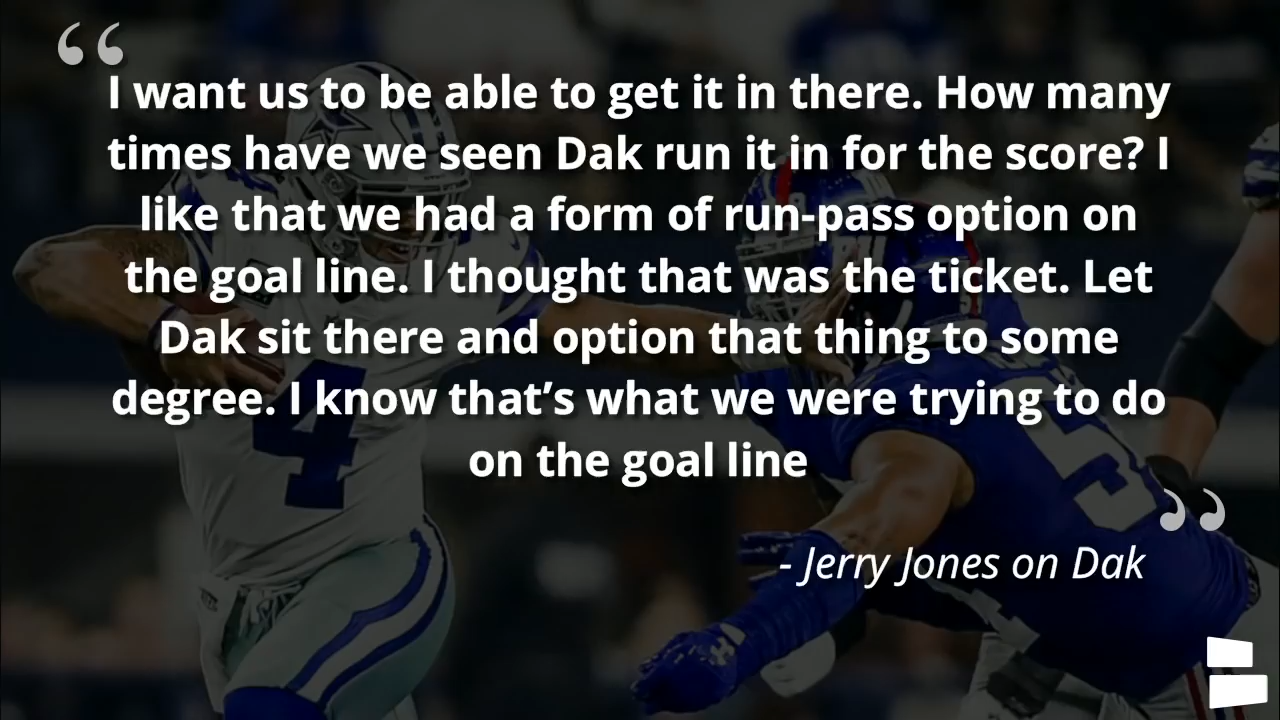 “
I want us to be able to get it in there. How many
times have we seen Dak run it in for the score? I
like that we had a form of run-pass option on
the goal line. I thought that was the ticket. Let
Dak sit there and option that thing to some
degree. I know that’s what we were trying to do
on the goal line
”
- Jerry Jones on Dak
4
5